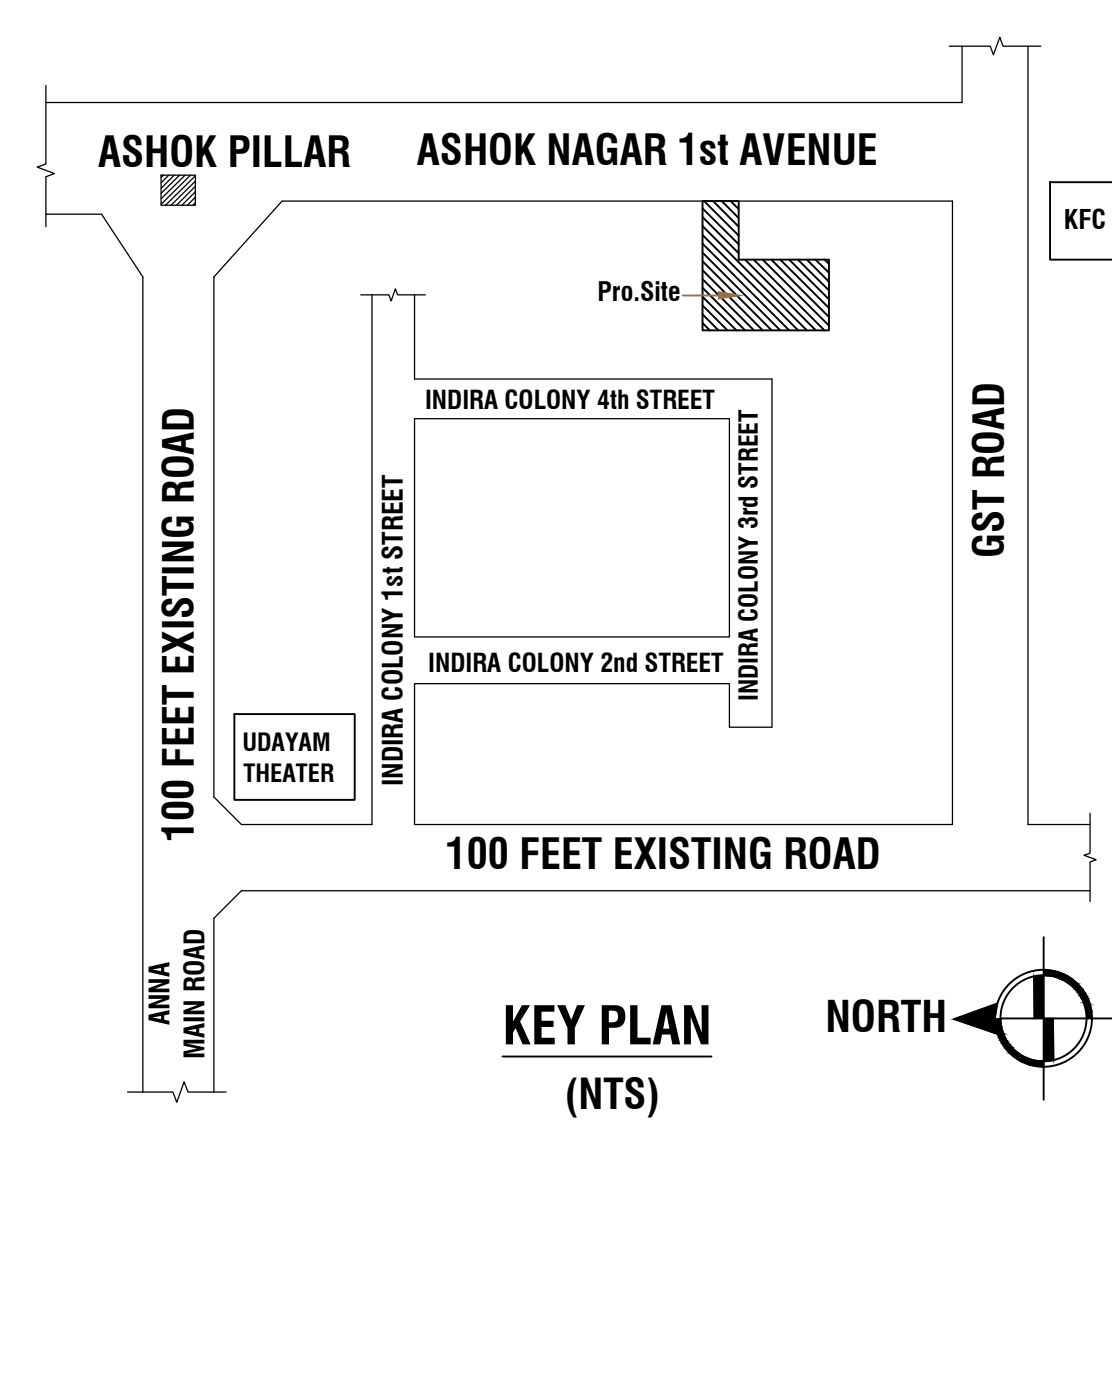 ASHOK PILLAR
ASHOK NAGAR 1st AVENUE
KFC
Pro.Site
INDIRA COLONY 4th STREET
100 FEET EXISTING ROAD
INDIRA COLONY 1st STREET
INDIRA COLONY 3rd STREET
GST ROAD
INDIRA COLONY 2nd STREET
UDAYAM
THEATER
100 FEET EXISTING ROAD
ANNA
MAIN ROAD
KEY PLAN
(NTS)
NORTH